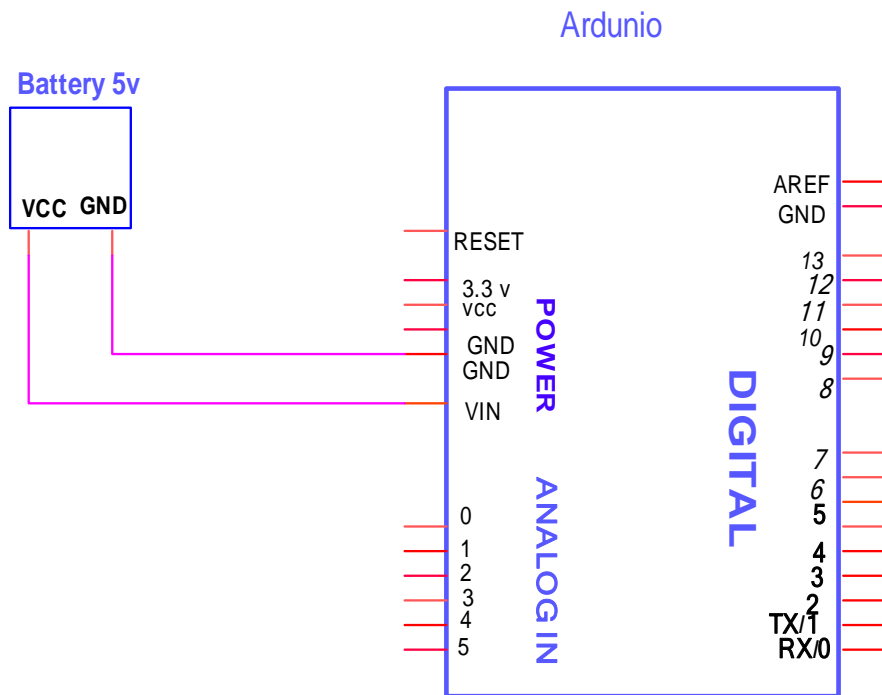 Ardunio
Battery 5v
VCC GND
RESET
3.3 v
vcc
GND
GND
VIN
POWER
0
1
2
3
4
5
ANALOG IN
DIGITAL
AREF
GND
13
12
11
10
9
8
7
6
5
4
3
2
TX/1
RX/0